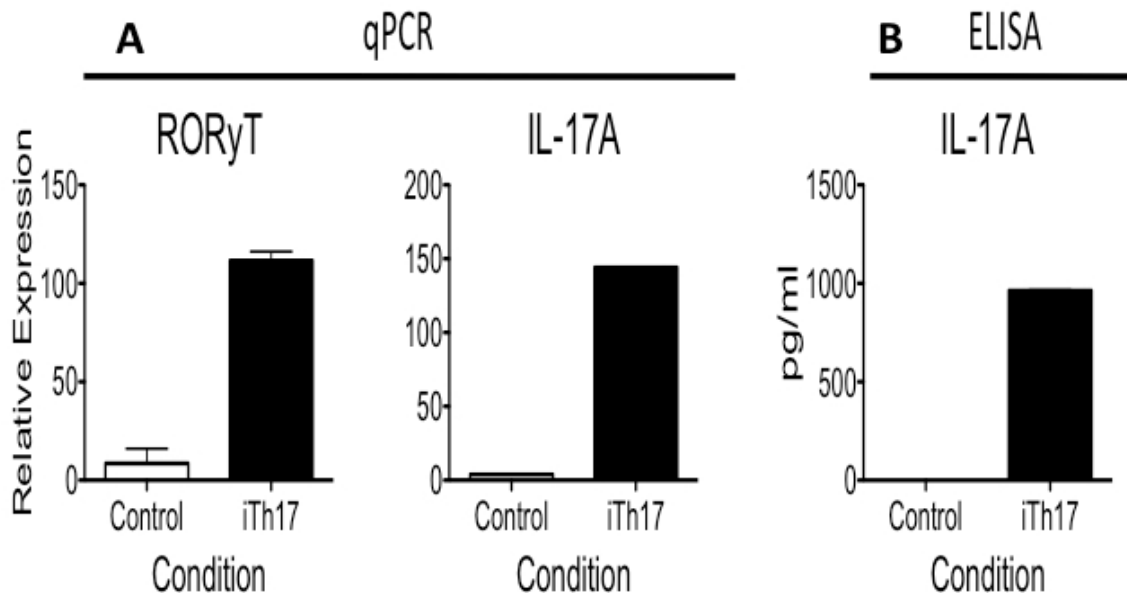 A qPCR
B ELISA
RORyT
IL-17A
IL-17A
Relative Expression
150
100
50
0
Control iTh17
Condition
200
150
100
50
0
Control iTh17
Condition
pg/ml
1500
1000
500
0
Control iTh17
Condition